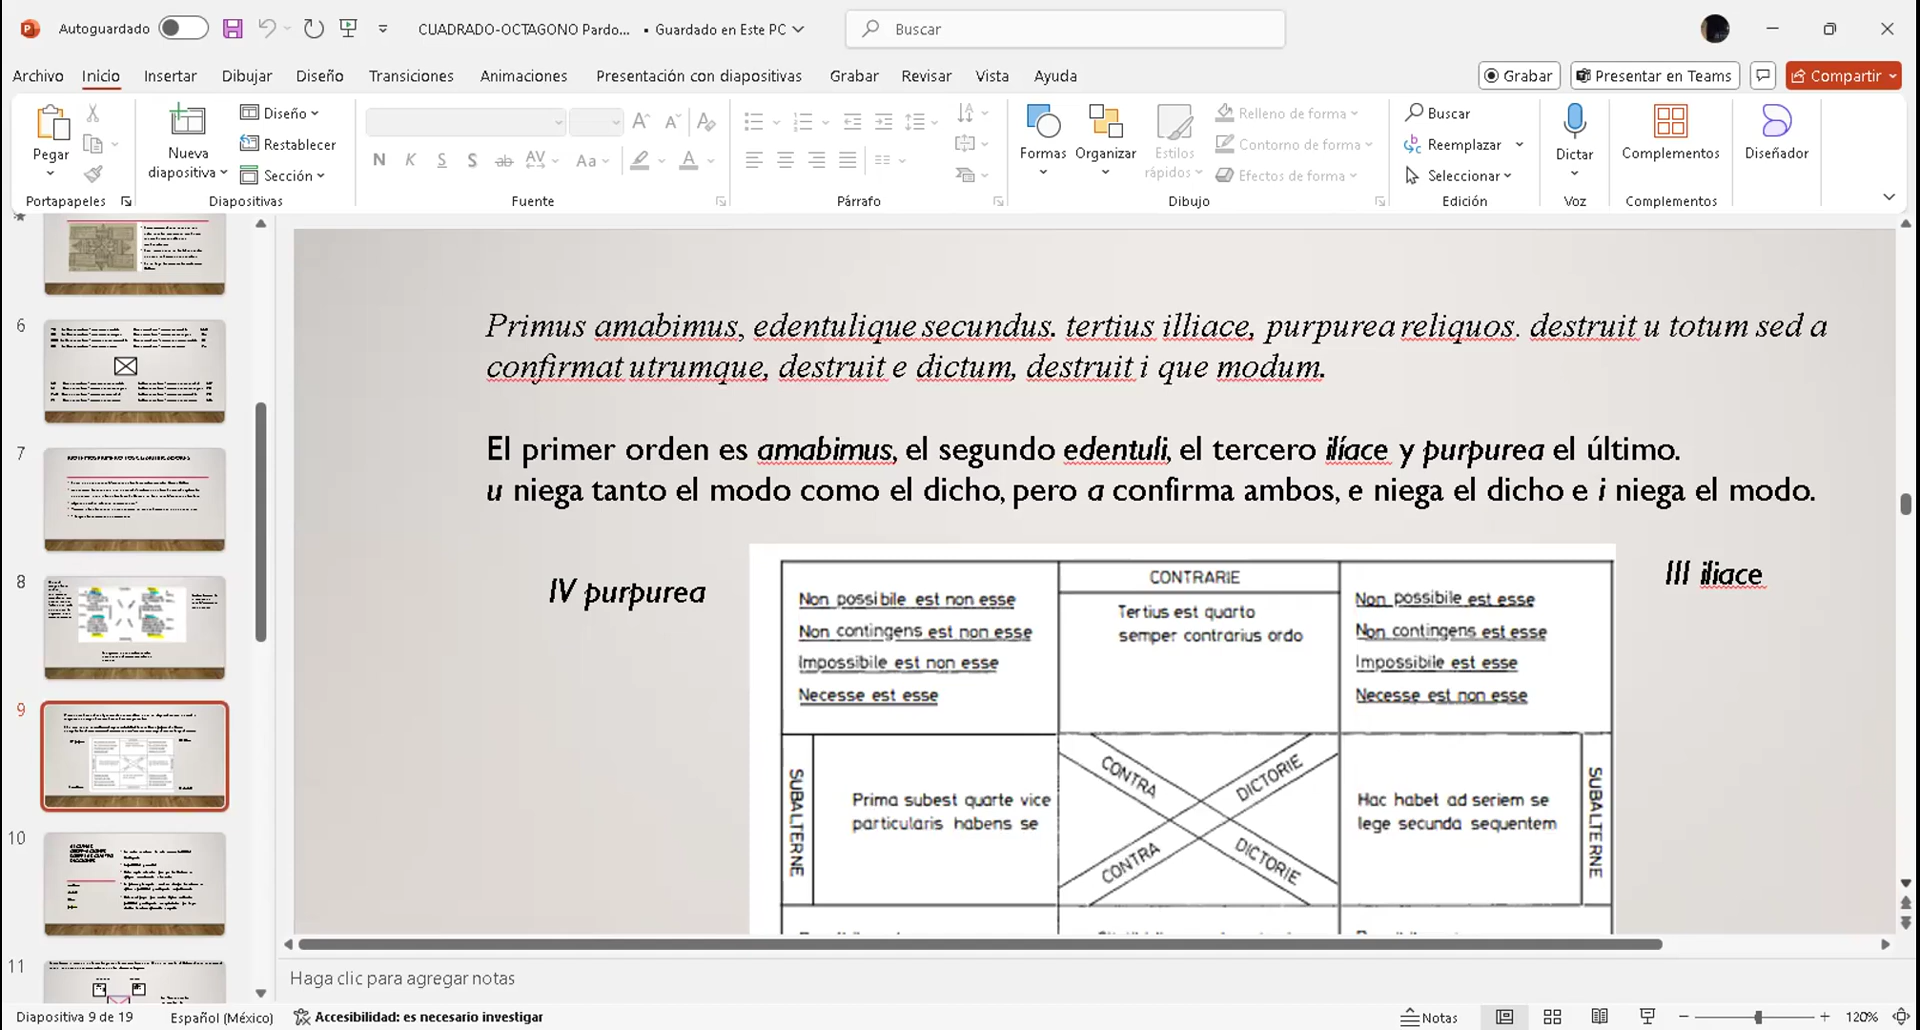 Autoguardado
CUADRADO-OCTAGONO Pardo... • Guardado en Este PC
Buscar
Archivo Inicio Insertar Dibujar Diseño Transiciones Animaciones Presentación con diapositivas Grabar Revisar Vista Ayuda
Grabar
Presentar en Teams
Compartir
Pegar
Portapapeles
Nueva diapositiva
Diseño
Restablecer
Sección
Diapositivas
N K S S ab AV Aa A
Fuente
Párrafo
Formas
Organizar
Estilos rápidos
Relleno de forma
Contorno de forma
Efectos de forma
Dibujo
Buscar
Reemplazar
Seleccionar
Edición
Dictar
Voz
Complementos
Complementos
Diseñador
6
7
8
9
10
11
Primus amabimus, edentulique secundus. tertius illiace, purpurea reliquos. destruit u totum sed a
confirmat utrumque, destruit e dictum, destruit i que modum.
El primer orden es amabimus, el segundo edentuli, el tercero ilíace y purpurea el último.
u niega tanto el modo como el dicho, pero a confirma ambos, e niega el dicho e i niega el modo.
IV purpurea
III iliace
Non possibile est non esse
Non contingens est non esse
Impossibile est non esse
Necesse est esse
CONTRARIE
Tertius est quarto
semper contrarius ordo
Non possibile est esse
Non contingens est esse
Impossibile est esse
Necesse est non esse
SUBALTERNE
Prima subest quarte vice
particularis habens se
CONTRA
DICTORIE
CONTRA
DICTORIE
Hac habet ad seriem se
lege secunda sequentem
SUBALTERNE
Haga clic para agregar notas
Diapositiva 9 de 19
Español (México)
Accesibilidad: es necesario investigar
Notas
120%